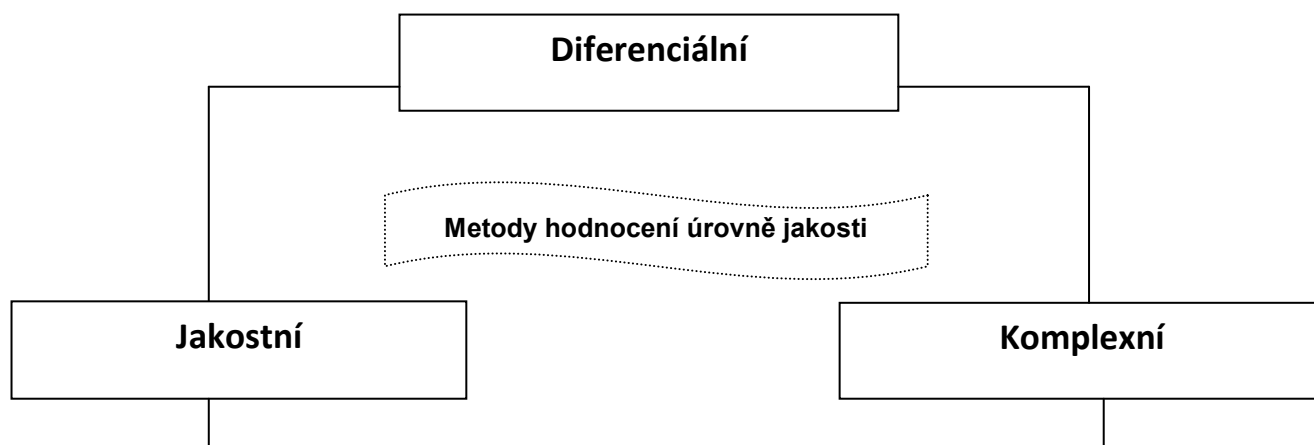 Diferenciální
Metody hodnocení úrovně jakosti
Jakostní
Komplexní